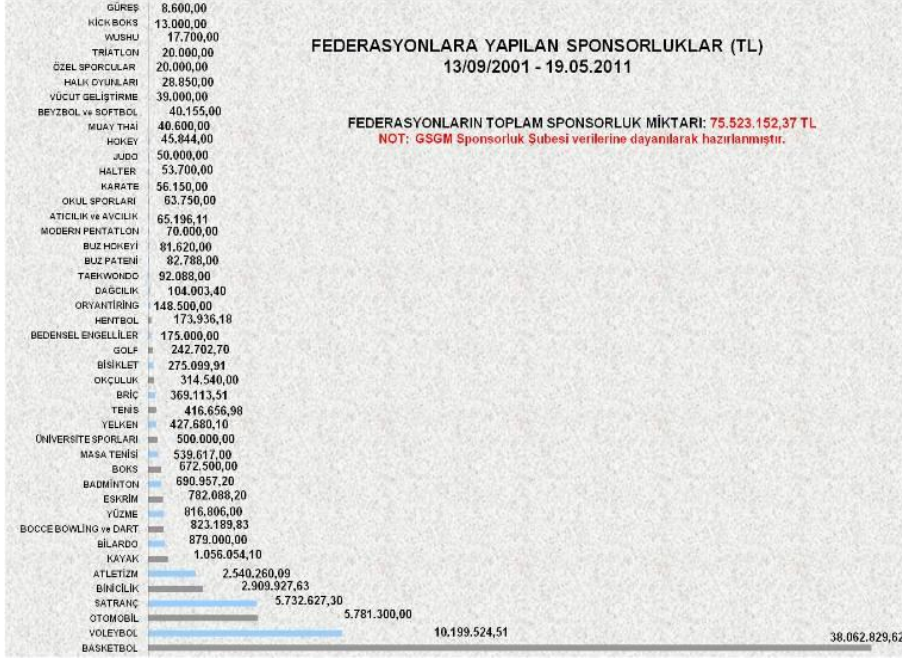 GÜREŞ 8.600,00
KİCK BOKS 13.000,00
WUSHU 17.700,00
TRİATLON 20.000,00
ÖZEL SPORCULAR 20.000,00
HALK OYUNLARI 28.850,00
VÜCUT GELİŞTİRME 39.000,00
BEYZBOL ve SOFTBOL 40.155,00
MUAY THAİ 40.600,00
HOKEY 45.844,00
JUDO 50.000,00
HALTER 53.700,00
KARATE 56.150,00
OKUL SPORLARI 63.750,00
ATICILIK ve AVCILIK 65.196,11
MODERN PENTATLON 70.000,00
BUZ HOKEYİ 81.620,00
BUZ PATENİ 82.788,00
TAEKWONDO 92.088,00
DAĞCILIK 104.003,40
ORYANTİRİNG 148.500,00
HENTBOL 173.936,18
BEDENSEL ENGELLİLER 175.000,00
GOLF 242.702,70
BİSİKLET 275.099,91
OKÇULUK 314.540,00
BRİÇ 369.113,51
TENİS 416.656,98
YELKEN 427.680,10
ÜNİVERSİTE SPORLARI 500.000,00
MASA TENİSİ 539.617,00
BOKS 672.500,00
BADMİNTON 690.957,20
ESKRİM 782.088,20
YÜZME 816.806,00
BOCCE BOWLİNG ve DART 823.189,83
BİLARDO 879.000,00
KAYAK 1.056.054,10
ATLETİZM 2.540.260,09
BİNİCİLİK 2.909.927,63
SATRANÇ 5.732.627,30
OTOMOBİL 5.781.300,00
VOLEYBOL 10.199.524,51
BASKETBOL 38.062.829,62
FEDERASYONLARA YAPILAN SPONSORLUKLAR (TL)
13/09/2001 - 19.05.2011
FEDERASYONLARIN TOPLAM SPONSORLUK MİKTARI: 75.523.152,37 TL
NOT: GSGM Sponsorluk Şubesi verilerine dayanılarak hazırlanmıştır.